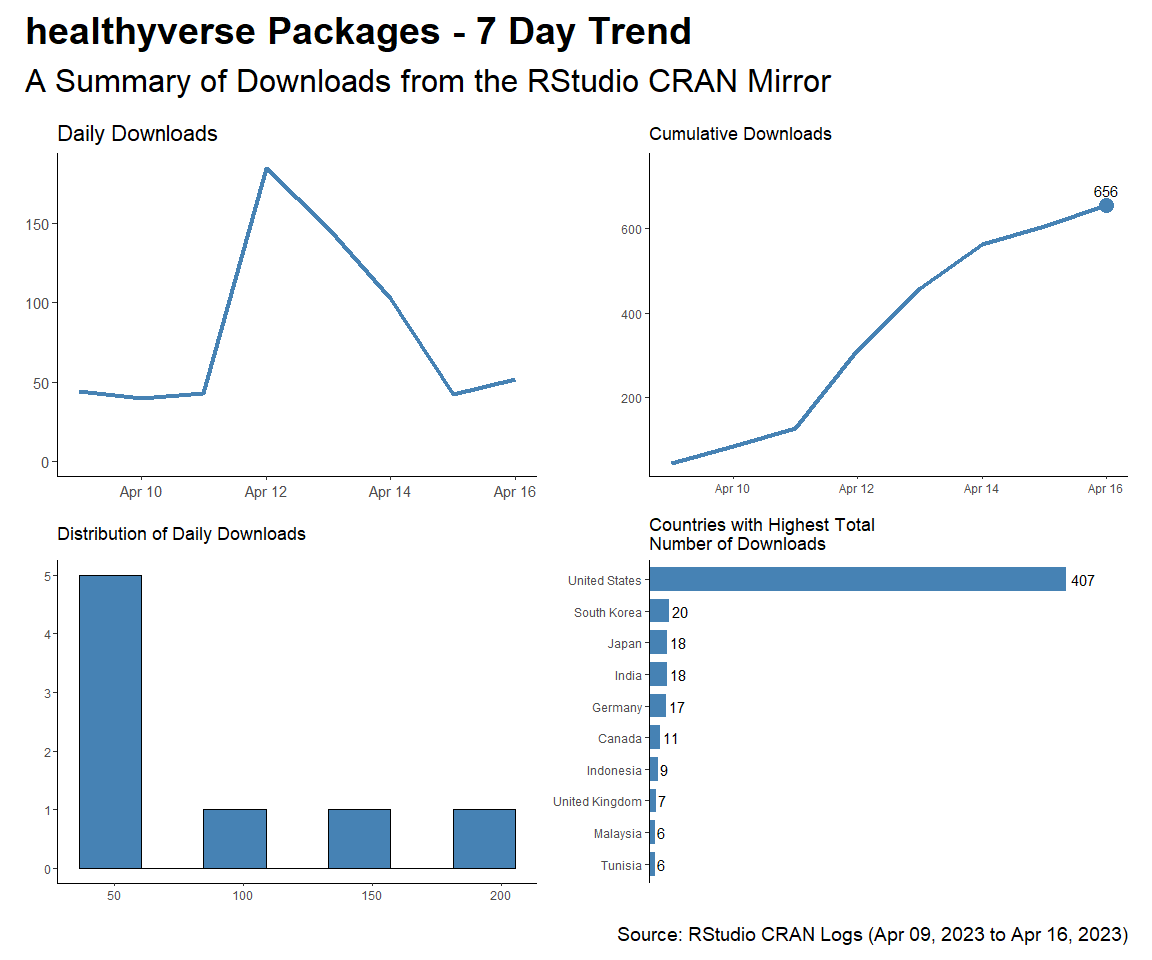 healthyverse Packages - 7 Day Trend
A Summary of Downloads from the RStudio CRAN Mirror
Daily Downloads
150
100
50
0
Apr 10
Apr 12
Apr 14
Apr 16
Cumulative Downloads
656
600
400
200
Apr 10
Apr 12
Apr 14
Apr 16
Distribution of Daily Downloads
5
4
3
2
1
0
50
100
150
200
Countries with Highest Total
Number of Downloads
United States 407
South Korea 20
Japan 18
India 18
Germany 17
Canada 11
Indonesia 9
United Kingdom 7
Malaysia 6
Tunisia 6
Source: RStudio CRAN Logs (Apr 09, 2023 to Apr 16, 2023)